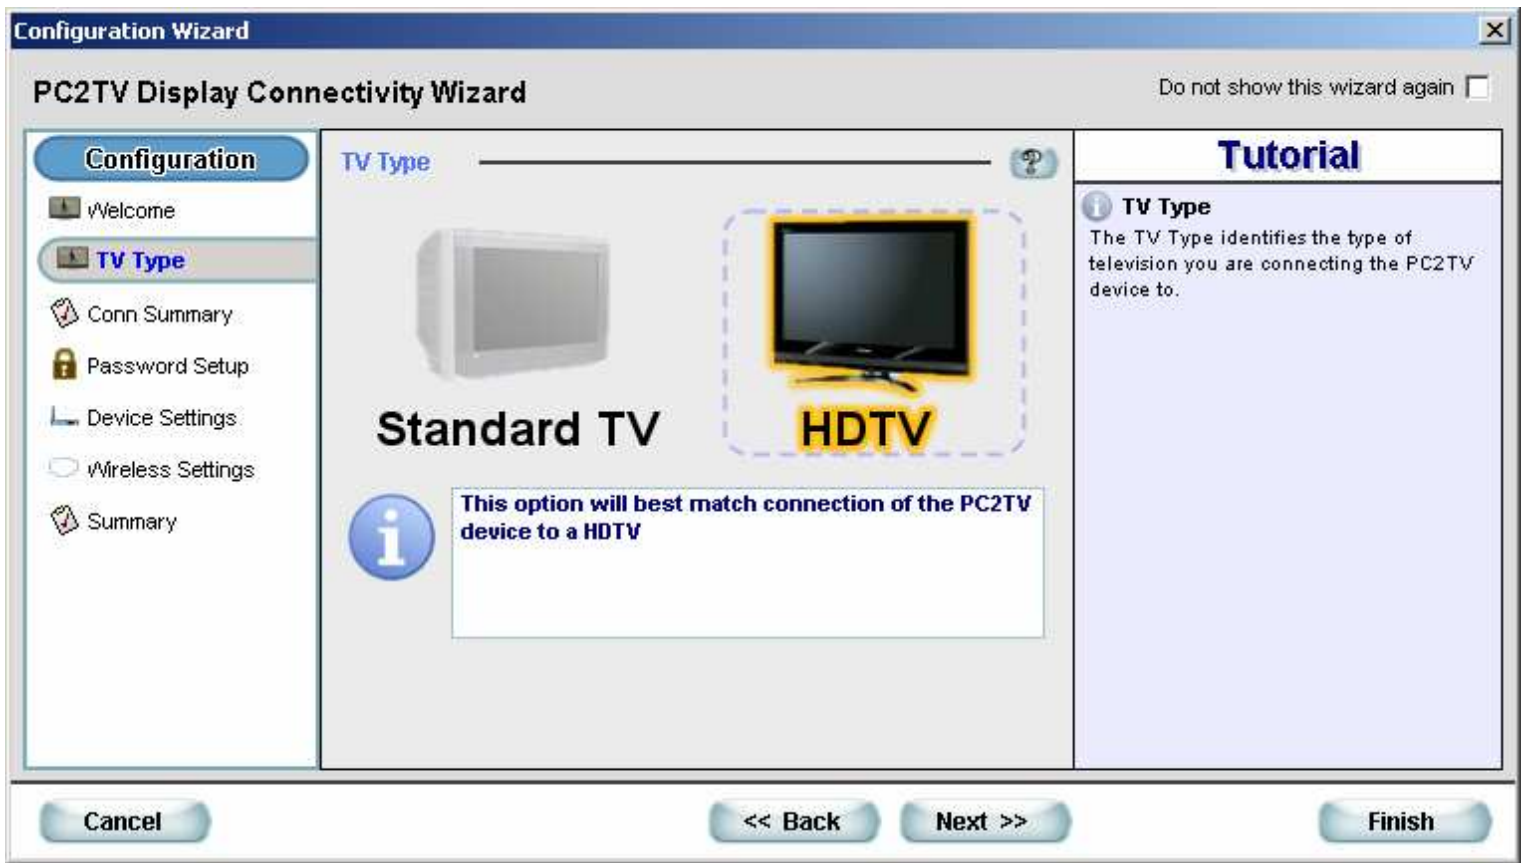 Configuration Wizard
PC2TV Display Connectivity Wizard
Do not show this wizard again
Configuration
Welcome
TV Type
Conn Summary
Password Setup
Device Settings
Wireless Settings
Summary
TV Type
?
Standard TV
HDTV
This option will best match connection of the PC2TV
device to a HDTV
Tutorial
TV Type
The TV Type identifies the type of
television you are connecting the PC2TV
device to.
Cancel
<< Back
Next >>
Finish